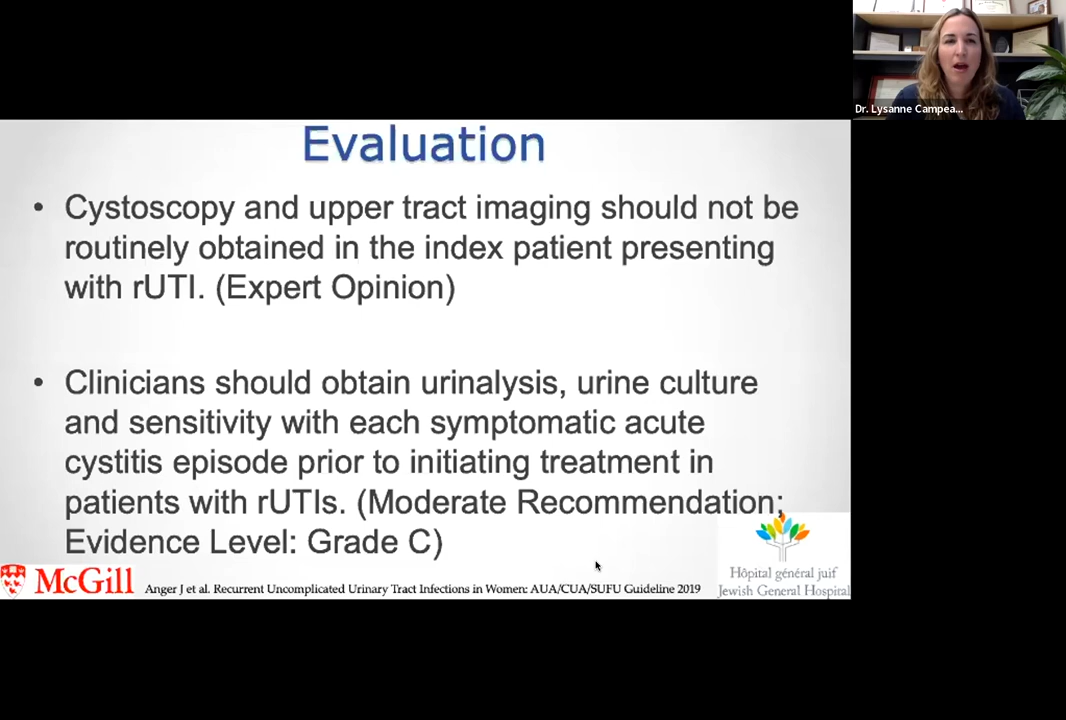 Dr. Lysanne Campea...
Evaluation
• Cystoscopy and upper tract imaging should not be
routinely obtained in the index patient presenting
with rUTI. (Expert Opinion)
• Clinicians should obtain urinalysis, urine culture
and sensitivity with each symptomatic acute
cystitis episode prior to initiating treatment in
patients with rUTIs. (Moderate Recommendation;
Evidence Level: Grade C)
McGill
Anger J et al. Recurrent Uncomplicated Urinary Tract Infections in Women: AUA/CUA/SUFU Guideline 2019
Hôpital général juif
Jewish General Hospital